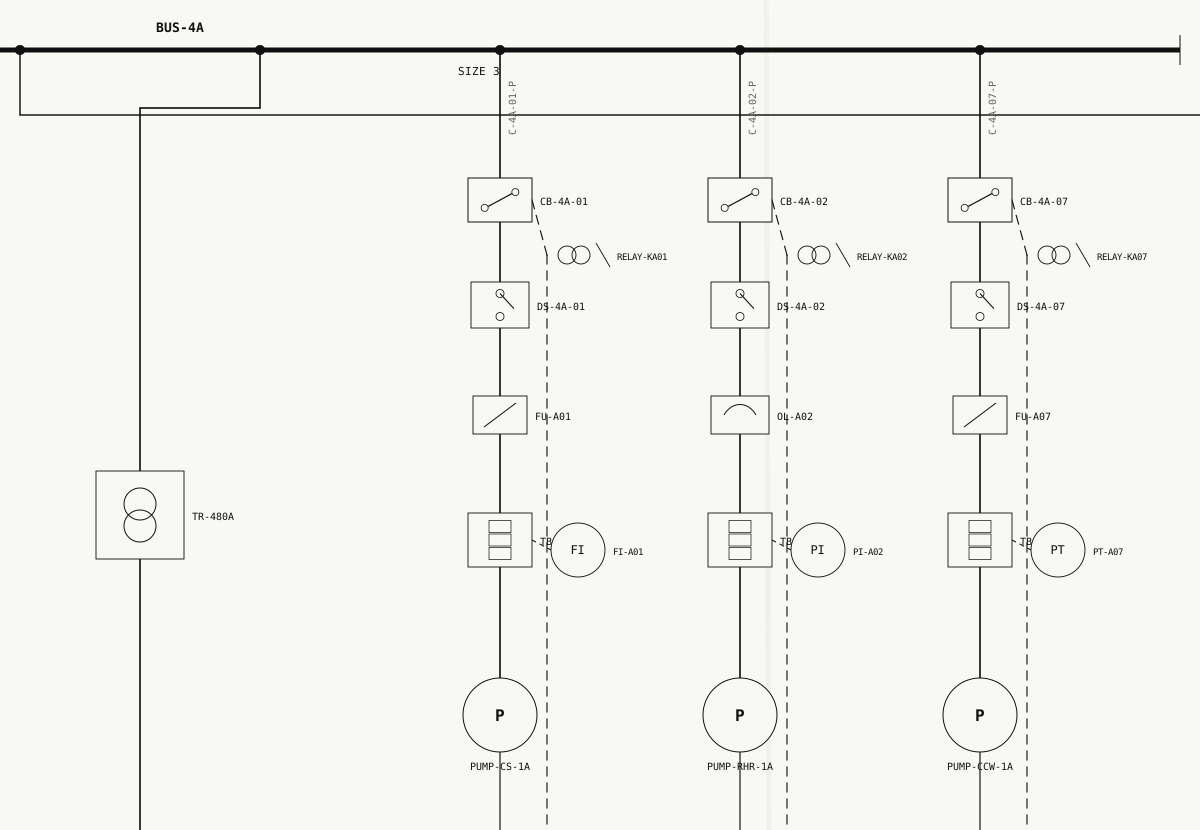 BUS-4A
SIZE 3
C-4A-01-P
C-4A-02-P
C-4A-07-P
CB-4A-01
CB-4A-02
CB-4A-07
RELAY-KA01
RELAY-KA02
RELAY-KA07
DS-4A-01
DS-4A-02
DS-4A-07
FU-A01
OL-A02
FU-A07
TR-480A
FI
FI-A01
PI
PI-A02
PT
PT-A07
P
P
P
PUMP-CS-1A
PUMP-RHR-1A
PUMP-CCW-1A